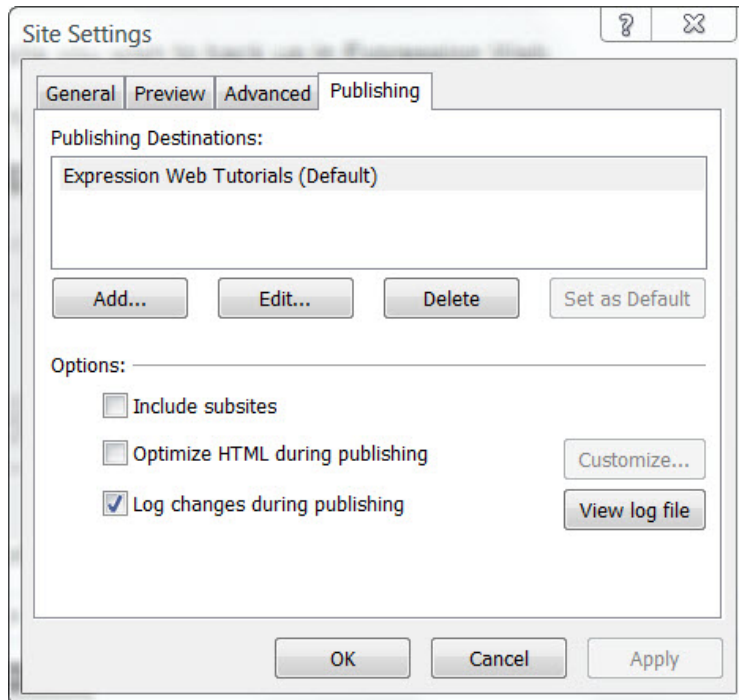 Site Settings
General Preview Advanced Publishing
Publishing Destinations:
Expression Web Tutorials (Default)
Add... Edit... Delete Set as Default
Options:
Include subsites
Optimize HTML during publishing
Customize...
Log changes during publishing
View log file
OK Cancel Apply